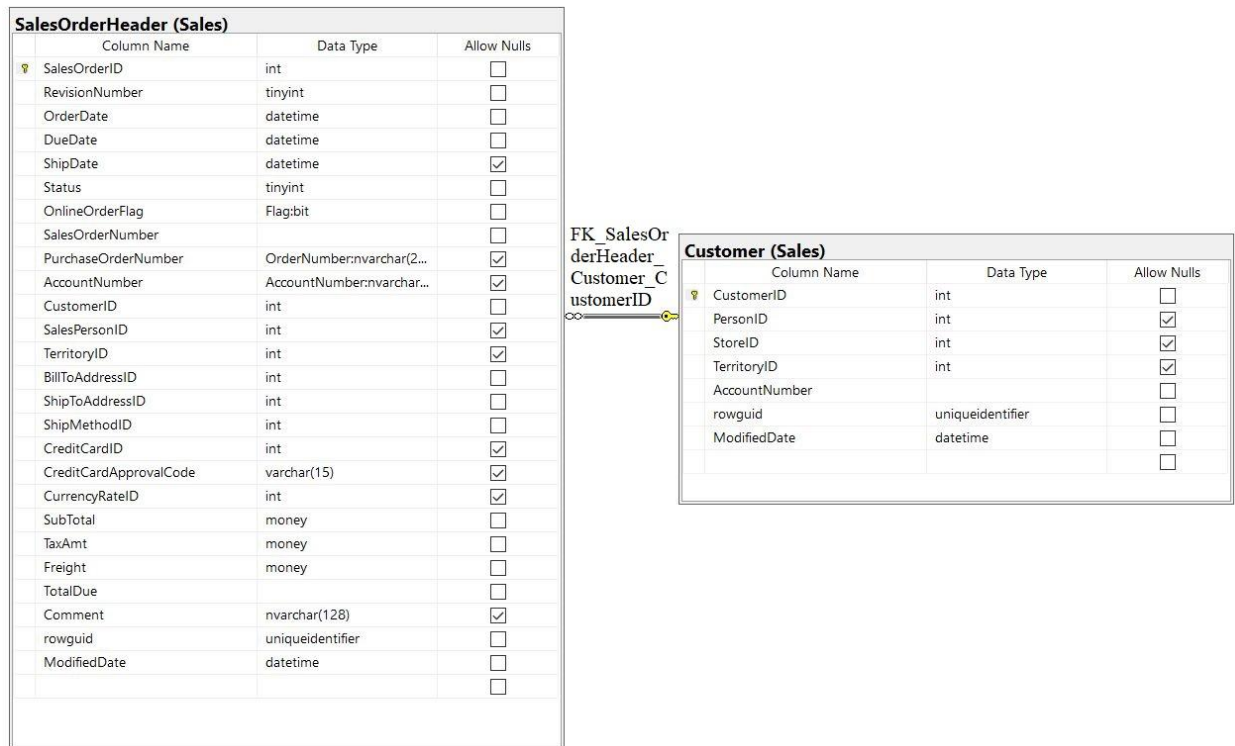 SalesOrderHeader (Sales)
Column Name Data Type Allow Nulls
SalesOrderID int
RevisionNumber tinyint
OrderDate datetime
DueDate datetime
ShipDate datetime
Status tinyint
OnlineOrderFlag Flag:bit
SalesOrderNumber
PurchaseOrderNumber OrderNumber:nvarchar(2...
AccountNumber AccountNumber:nvarchar...
CustomerID int
SalesPersonID int
TerritoryID int
BillToAddressID int
ShipToAddressID int
ShipMethodID int
CreditCardID int
CreditCardApprovalCode varchar(15)
CurrencyRateID int
SubTotal money
TaxAmt money
Freight money
TotalDue
Comment nvarchar(128)
rowguid uniqueidentifier
ModifiedDate datetime
FK_SalesOr
derHeader_
Customer_C
ustomerID
Customer (Sales)
Column Name Data Type Allow Nulls
CustomerID int
PersonID int
StoreID int
TerritoryID int
AccountNumber
rowguid uniqueidentifier
ModifiedDate datetime